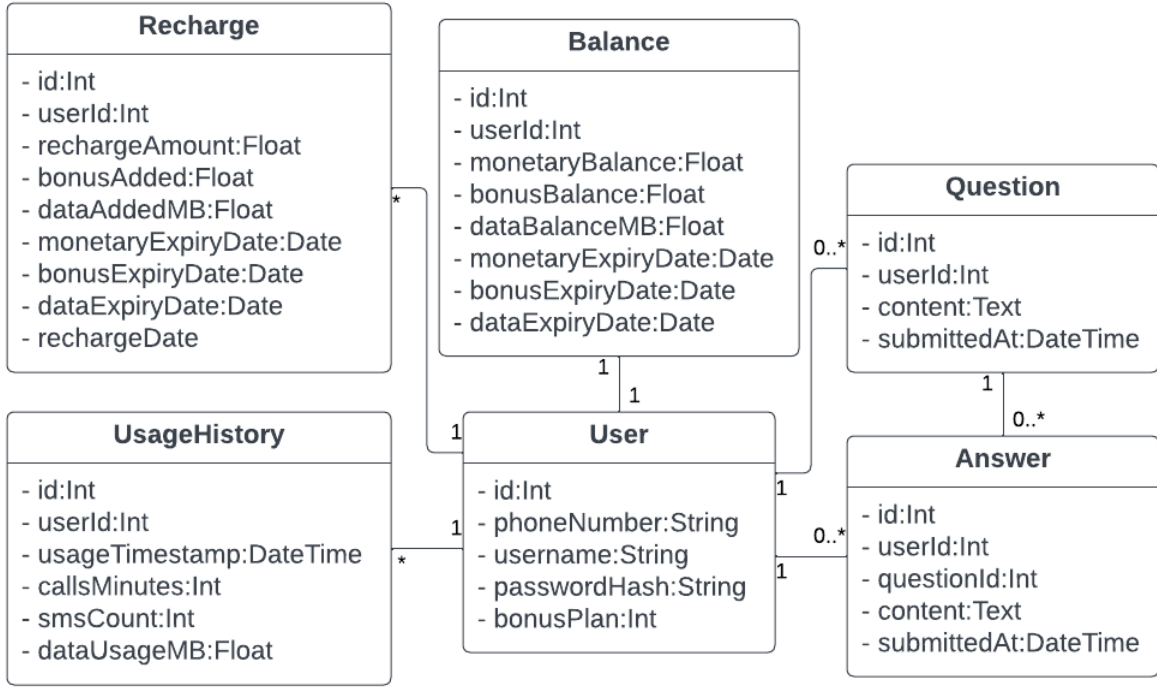 Recharge
- id:Int
- userId:Int
- rechargeAmount:Float
- bonusAdded:Float
- dataAddedMB:Float
- monetaryExpiryDate:Date
- bonusExpiryDate:Date
- dataExpiryDate:Date
- rechargeDate
*
1
Balance
- id:Int
- userId:Int
- monetaryBalance:Float
- bonusBalance:Float
- dataBalanceMB:Float
- monetaryExpiryDate:Date
- bonusExpiryDate:Date
- dataExpiryDate:Date
1
1
Question
- id:Int
- userId:Int
- content:Text
- submittedAt:DateTime
0..*
1
1
0..*
UsageHistory
- id:Int
- userId:Int
- usageTimestamp:DateTime
- callsMinutes:Int
- smsCount:Int
- dataUsageMB:Float
*
1
User
- id:Int
- phoneNumber:String
- username:String
- passwordHash:String
- bonusPlan:Int
1
0..*
Answer
- id:Int
- userId:Int
- questionId:Int
- content:Text
- submittedAt:DateTime